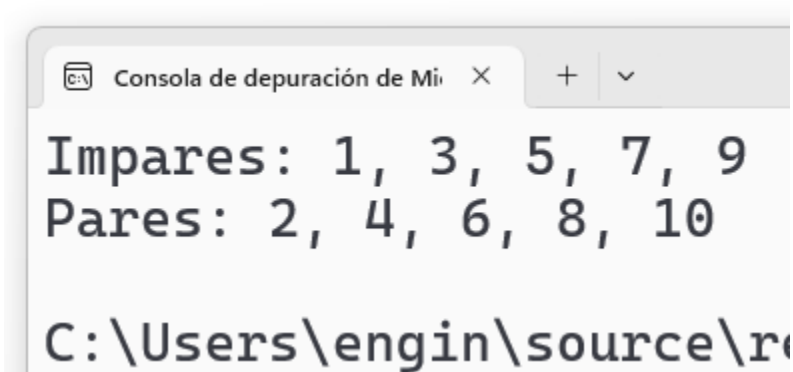 Consola de depuración de Mi
Impares: 1, 3, 5, 7, 9
Pares: 2, 4, 6, 8, 10
C:\Users\engin\source\re